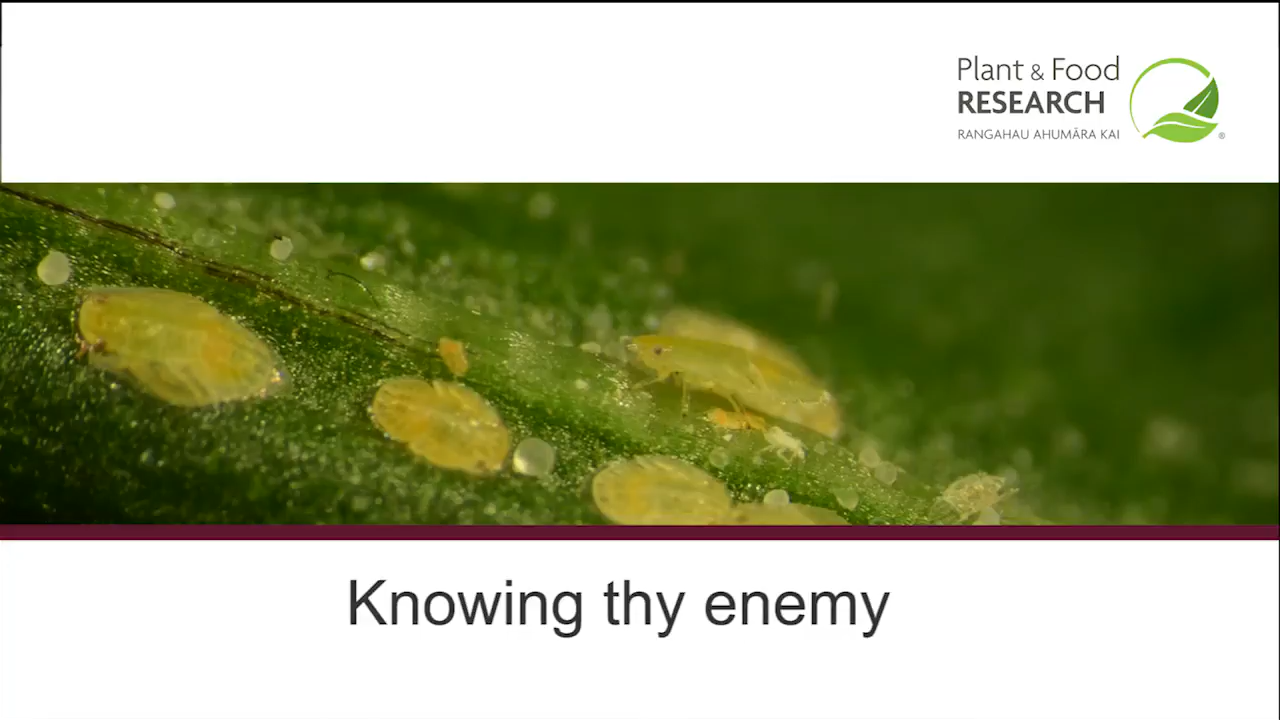 Plant & Food
RESEARCH
RANGAHAU AHUMĀRA KAI
®
Knowing thy enemy